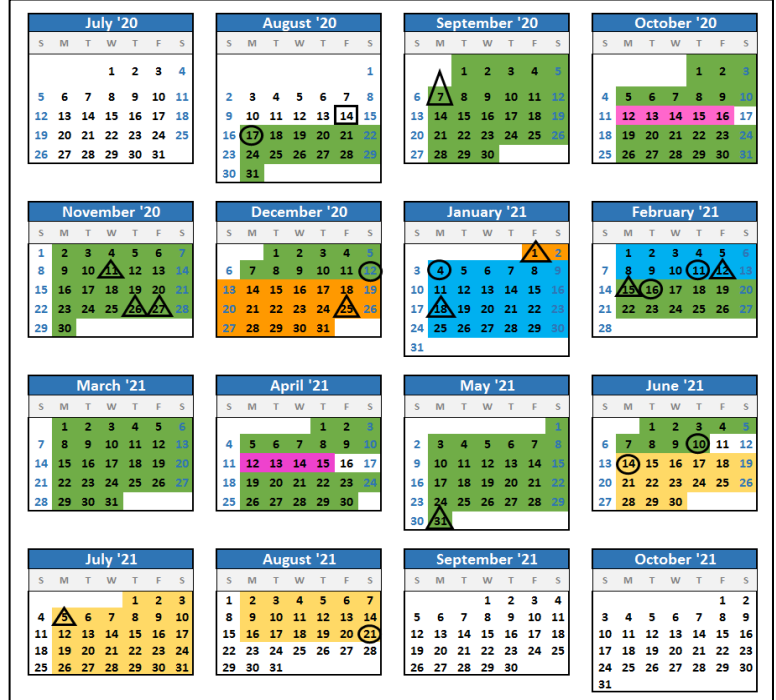 July '20
S M T W T F S
1 2 3 4
5 6 7 8 9 10 11
12 13 14 15 16 17 18
19 20 21 22 23 24 25
26 27 28 29 30 31
August '20
S M T W T F S
1
2 3 4 5 6 7 8
9 10 11 12 13 14 15
16 17 18 19 20 21 22
23 24 25 26 27 28 29
30 31
September '20
S M T W T F S
1 2 3 4 5
6 7 8 9 10 11 12
13 14 15 16 17 18 19
20 21 22 23 24 25 26
27 28 29 30
October '20
S M T W T F S
1 2 3
4 5 6 7 8 9 10
11 12 13 14 15 16 17
18 19 20 21 22 23 24
25 26 27 28 29 30 31
November '20
S M T W T F S
1 2 3 4 5 6 7
8 9 10 11 12 13 14
15 16 17 18 19 20 21
22 23 24 25 26 27 28
29 30
December '20
S M T W T F S
1 2 3 4 5
6 7 8 9 10 11 12
13 14 15 16 17 18 19
20 21 22 23 24 25 26
27 28 29 30 31
January '21
S M T W T F S
1 2
3 4 5 6 7 8 9
10 11 12 13 14 15 16
17 18 19 20 21 22 23
24 25 26 27 28 29 30
31
February '21
S M T W T F S
1 2 3 4 5 6
7 8 9 10 11 12 13
14 15 16 17 18 19 20
21 22 23 24 25 26 27
28
March '21
S M T W T F S
1 2 3 4 5 6
7 8 9 10 11 12 13
14 15 16 17 18 19 20
21 22 23 24 25 26 27
28 29 30 31
April '21
S M T W T F S
1 2 3
4 5 6 7 8 9 10
11 12 13 14 15 16 17
18 19 20 21 22 23 24
25 26 27 28 29 30
May '21
S M T W T F S
1
2 3 4 5 6 7 8
9 10 11 12 13 14 15
16 17 18 19 20 21 22
23 24 25 26 27 28 29
30 31
June '21
S M T W T F S
1 2 3 4 5
6 7 8 9 10 11 12
13 14 15 16 17 18 19
20 21 22 23 24 25 26
27 28 29 30
July '21
S M T W T F S
1 2 3
4 5 6 7 8 9 10
11 12 13 14 15 16 17
18 19 20 21 22 23 24
25 26 27 28 29 30 31
August '21
S M T W T F S
1 2 3 4 5 6 7
8 9 10 11 12 13 14
15 16 17 18 19 20 21
22 23 24 25 26 27 28
29 30 31
September '21
S M T W T F S
1 2 3 4
5 6 7 8 9 10 11
12 13 14 15 16 17 18
19 20 21 22 23 24 25
26 27 28 29 30
October '21
S M T W T F S
1 2
3 4 5 6 7 8 9
10 11 12 13 14 15 16
17 18 19 20 21 22 23
24 25 26 27 28 29 30
31